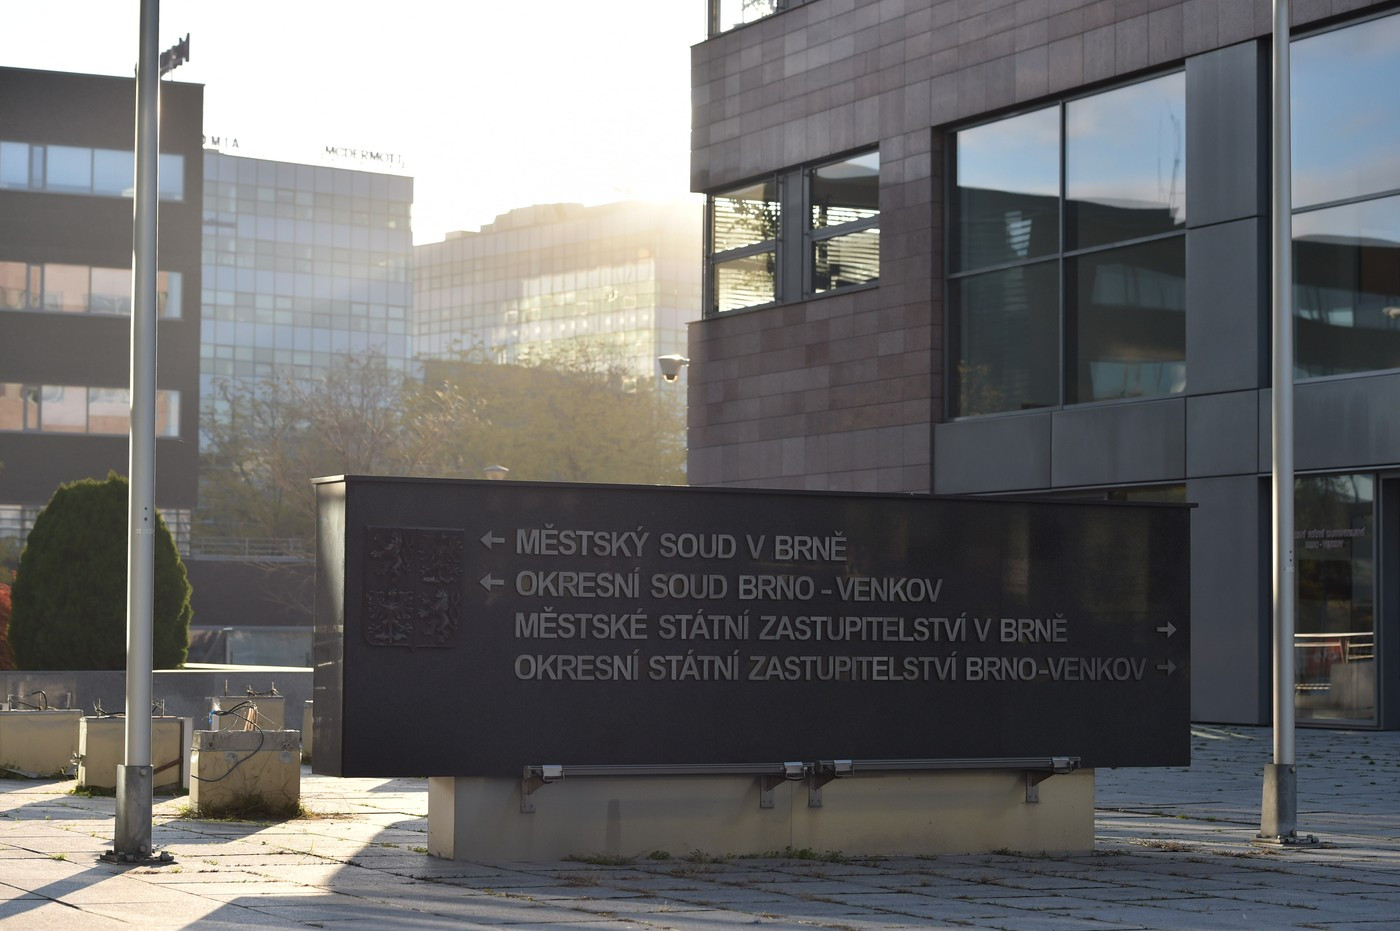 MCDERMOTT
← MĚSTSKÝ SOUD V BRNĚ
← OKRESNÍ SOUD BRNO - VENKOV
MĚSTSKÉ STÁTNÍ ZASTUPITELSTVÍ V BRNĚ →
OKRESNÍ STÁTNÍ ZASTUPITELSTVÍ BRNO-VENKOV →